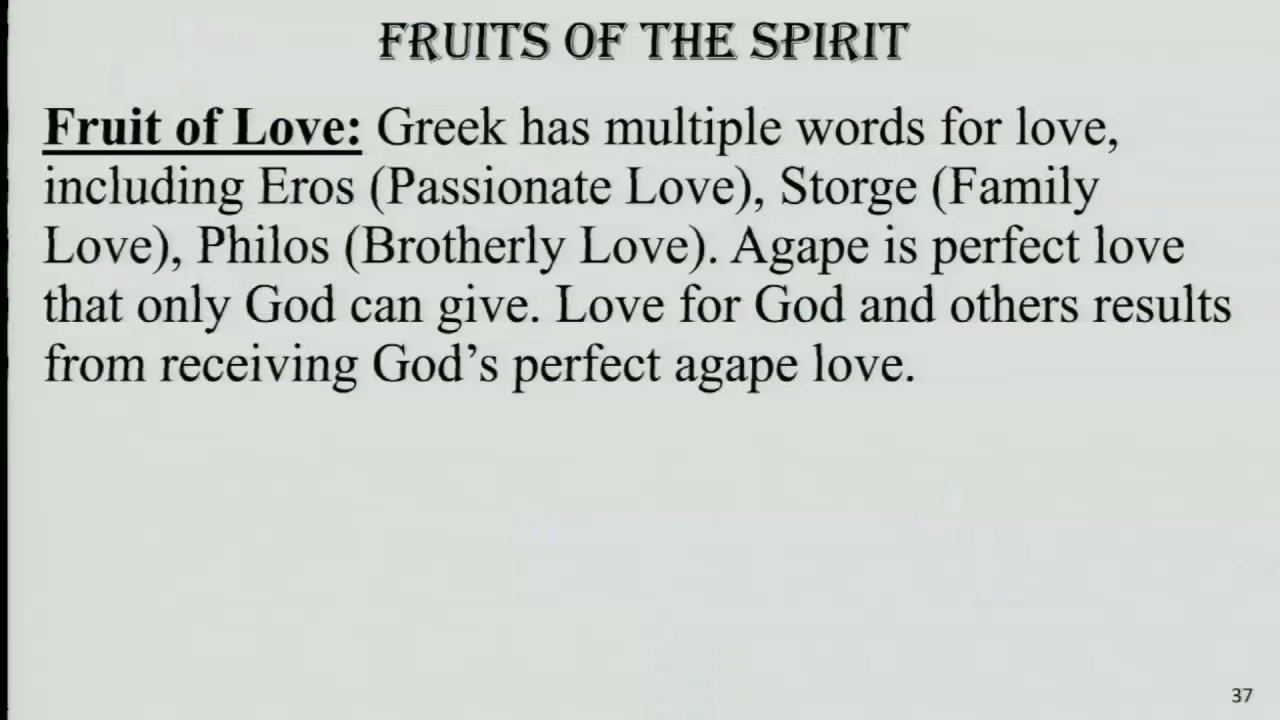 FRUITS OF THE SPIRIT
Fruit of Love: Greek has multiple words for love,
including Eros (Passionate Love), Storge (Family
Love), Philos (Brotherly Love). Agape is perfect love
that only God can give. Love for God and others results
from receiving God’s perfect agape love.
37